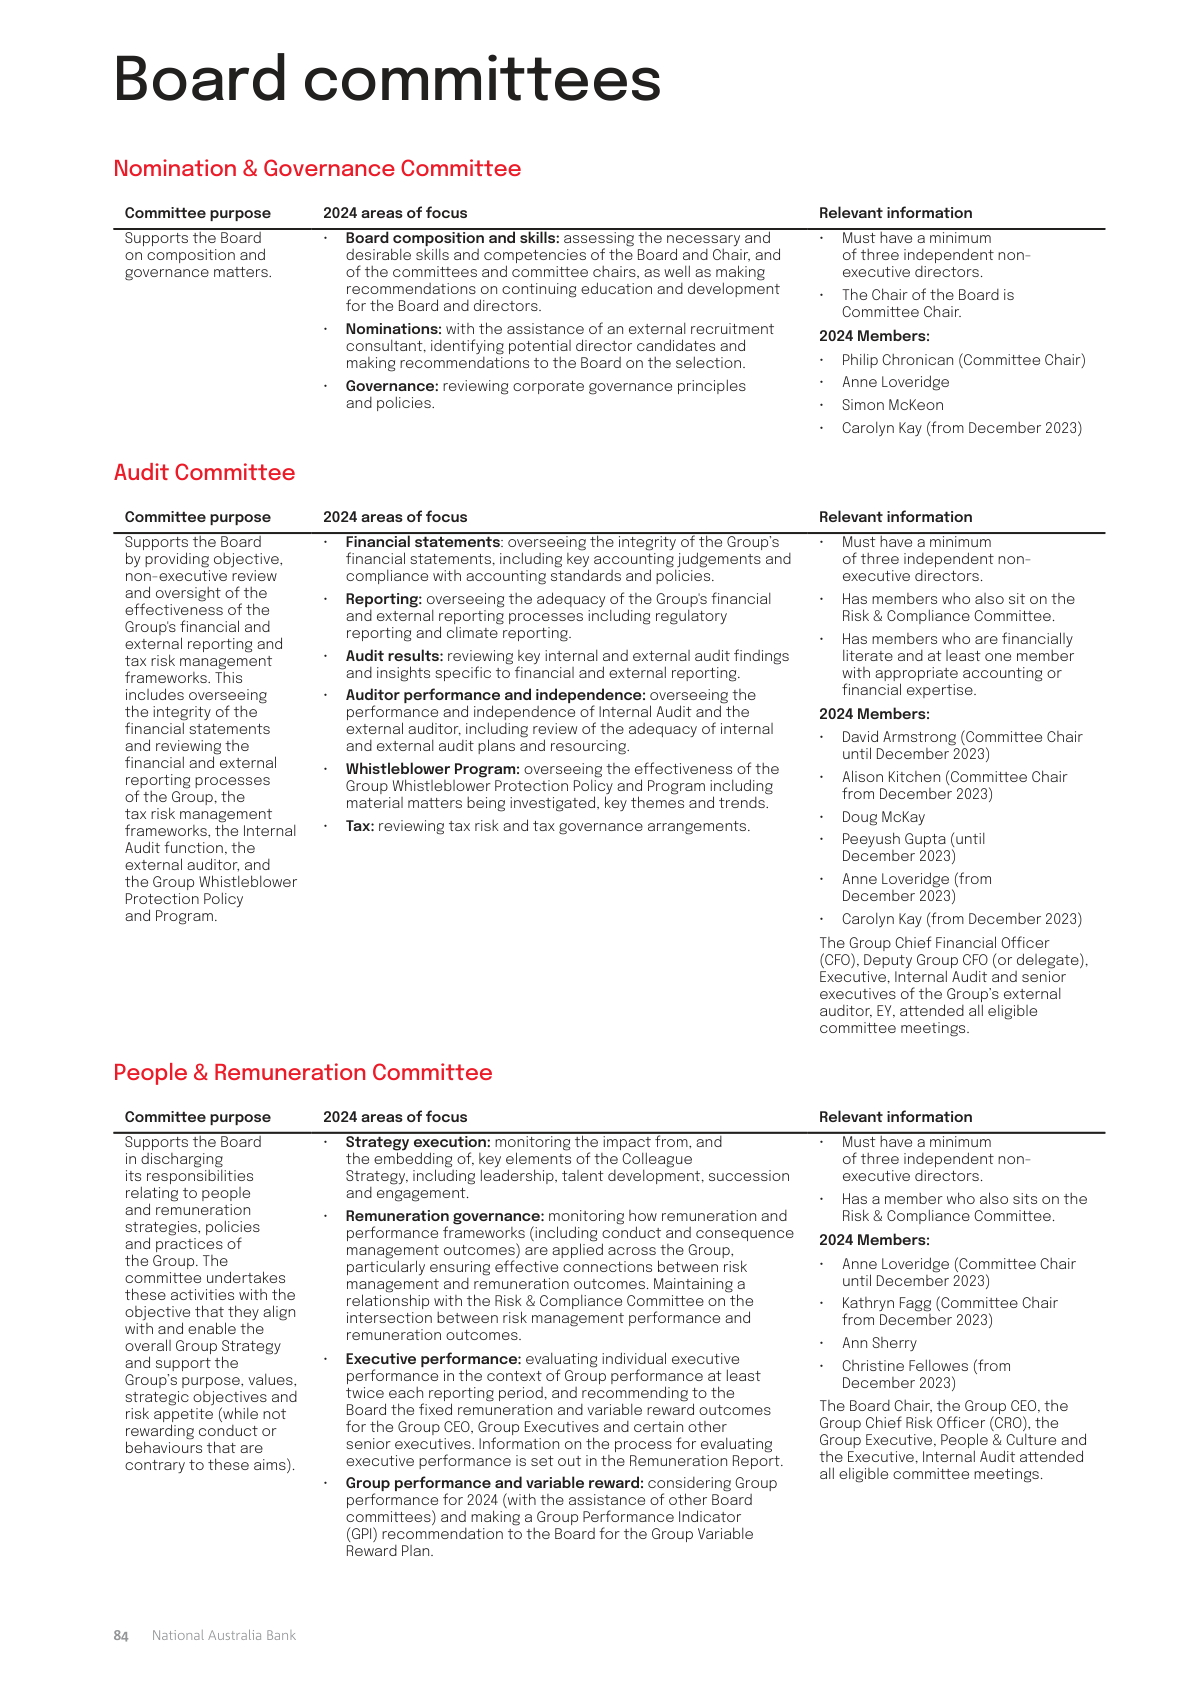 Board committees
Nomination & Governance Committee
Committee purpose
2024 areas of focus
Relevant information
Supports the Board
on composition and
governance matters.
• Board composition and skills: assessing the necessary and
desirable skills and competencies of the Board and Chair, and
of the committees and committee chairs, as well as making
recommendations on continuing education and development
for the Board and directors.
• Nominations: with the assistance of an external recruitment
consultant, identifying potential director candidates and
making recommendations to the Board on the selection.
• Governance: reviewing corporate governance principles
and policies.
• Must have a minimum
of three independent non-
executive directors.
• The Chair of the Board is
Committee Chair.
2024 Members:
• Philip Chronican (Committee Chair)
• Anne Loveridge
• Simon McKeon
• Carolyn Kay (from December 2023)
Audit Committee
Committee purpose
2024 areas of focus
Relevant information
Supports the Board
by providing objective,
non-executive review
and oversight of the
effectiveness of the
Group's financial and
external reporting and
tax risk management
frameworks. This
includes overseeing
the integrity of the
financial statements
and reviewing the
financial and external
reporting processes
of the Group, the
tax risk management
frameworks, the Internal
Audit function, the
external auditor, and
the Group Whistleblower
Protection Policy
and Program.
• Financial statements: overseeing the integrity of the Group's
financial statements, including key accounting judgements and
compliance with accounting standards and policies.
• Reporting: overseeing the adequacy of the Group's financial
and external reporting processes including regulatory
reporting and climate reporting.
• Audit results: reviewing key internal and external audit findings
and insights specific to financial and external reporting.
• Auditor performance and independence: overseeing the
performance and independence of Internal Audit and the
external auditor, including review of the adequacy of internal
and external audit plans and resourcing.
• Whistleblower Program: overseeing the effectiveness of the
Group Whistleblower Protection Policy and Program including
material matters being investigated, key themes and trends.
• Tax: reviewing tax risk and tax governance arrangements.
• Must have a minimum
of three independent non-
executive directors.
• Has members who also sit on the
Risk & Compliance Committee.
• Has members who are financially
literate and at least one member
with appropriate accounting or
financial expertise.
2024 Members:
• David Armstrong (Committee Chair
until December 2023)
• Alison Kitchen (Committee Chair
from December 2023)
• Doug McKay
• Peeyush Gupta (until
December 2023)
• Anne Loveridge (from
December 2023)
• Carolyn Kay (from December 2023)
The Group Chief Financial Officer
(CFO), Deputy Group CFO (or delegate),
Executive, Internal Audit and senior
executives of the Group's external
auditor, EY, attended all eligible
committee meetings.
People & Remuneration Committee
Committee purpose
2024 areas of focus
Relevant information
Supports the Board
in discharging
its responsibilities
relating to people
and remuneration
strategies, policies
and practices of
the Group. The
committee undertakes
these activities with the
objective that they align
with and enable the
overall Group Strategy
and support the
Group's purpose, values,
strategic objectives and
risk appetite (while not
rewarding conduct or
behaviours that are
contrary to these aims).
• Strategy execution: monitoring the impact from, and
the embedding of, key elements of the Colleague
Strategy, including leadership, talent development, succession
and engagement.
• Remuneration governance: monitoring how remuneration and
performance frameworks (including conduct and consequence
management outcomes) are applied across the Group,
particularly ensuring effective connections between risk
management and remuneration outcomes. Maintaining a
relationship with the Risk & Compliance Committee on the
intersection between risk management performance and
remuneration outcomes.
• Executive performance: evaluating individual executive
performance in the context of Group performance at least
twice each reporting period, and recommending to the
Board the fixed remuneration and variable reward outcomes
for the Group CEO, Group Executives and certain other
senior executives. Information on the process for evaluating
executive performance is set out in the Remuneration Report.
• Group performance and variable reward: considering Group
performance for 2024 (with the assistance of other Board
committees) and making a Group Performance Indicator
(GPI) recommendation to the Board for the Group Variable
Reward Plan.
• Must have a minimum
of three independent non-
executive directors.
• Has a member who also sits on the
Risk & Compliance Committee.
2024 Members:
• Anne Loveridge (Committee Chair
until December 2023)
• Kathryn Fagg (Committee Chair
from December 2023)
• Ann Sherry
• Christine Fellowes (from
December 2023)
The Board Chair, the Group CEO, the
Group Chief Risk Officer (CRO), the
Group Executive, People & Culture and
the Executive, Internal Audit attended
all eligible committee meetings.
84 National Australia Bank